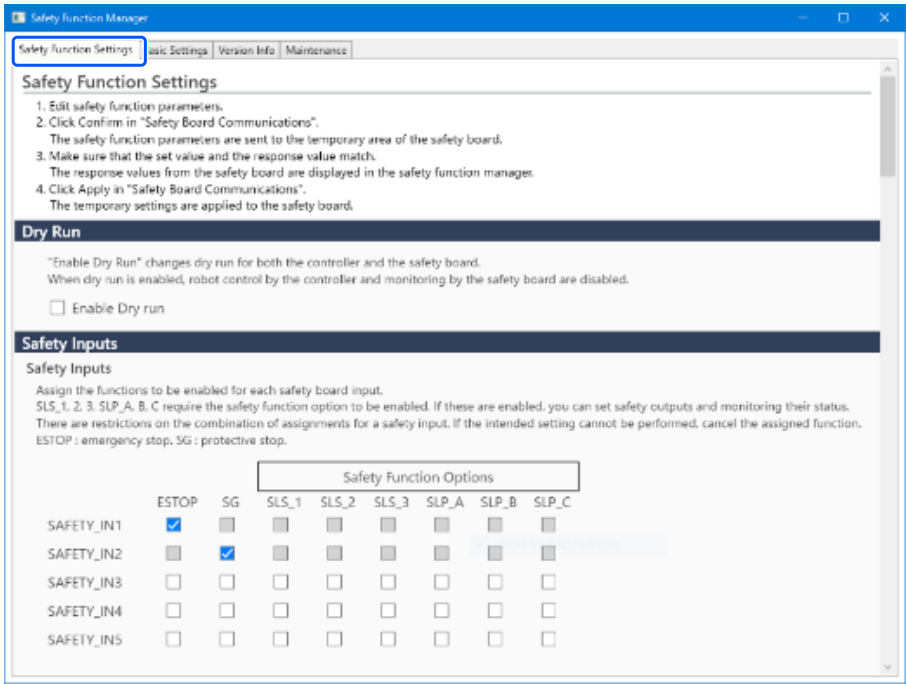 Safety Function Manager
Safety Function Settings asic Settings Version Info Maintenance
Safety Function Settings
1. Edit safety function parameters.
2. Click Confirm in "Safety Board Communications".
The safety function parameters are sent to the temporary area of the safety board.
3. Make sure that the set value and the response value match.
The response values from the safety board are displayed in the safety function manager.
4. Click Apply in "Safety Board Communications".
The temporary settings are applied to the safety board.
Dry Run
"Enable Dry Run" changes dry run for both the controller and the safety board.
When dry run is enabled, robot control by the controller and monitoring by the safety board are disabled.
Enable Dry run
Safety Inputs
Safety Inputs
Assign the functions to be enabled for each safety board input.
SLS_1, 2, 3, SLP_A, B, C require the safety function option to be enabled. If these are enabled, you can set safety outputs and monitoring their status.
There are restrictions on the combination of assignments for a safety input. If the intended setting cannot be performed, cancel the assigned function.
ESTOP : emergency stop, SG : protective stop.
Safety Function Options
ESTOP SG SLS_1 SLS_2 SLS_3 SLP_A SLP_B SLP_C
SAFETY_IN1
SAFETY_IN2
SAFETY_IN3
SAFETY_IN4
SAFETY_IN5